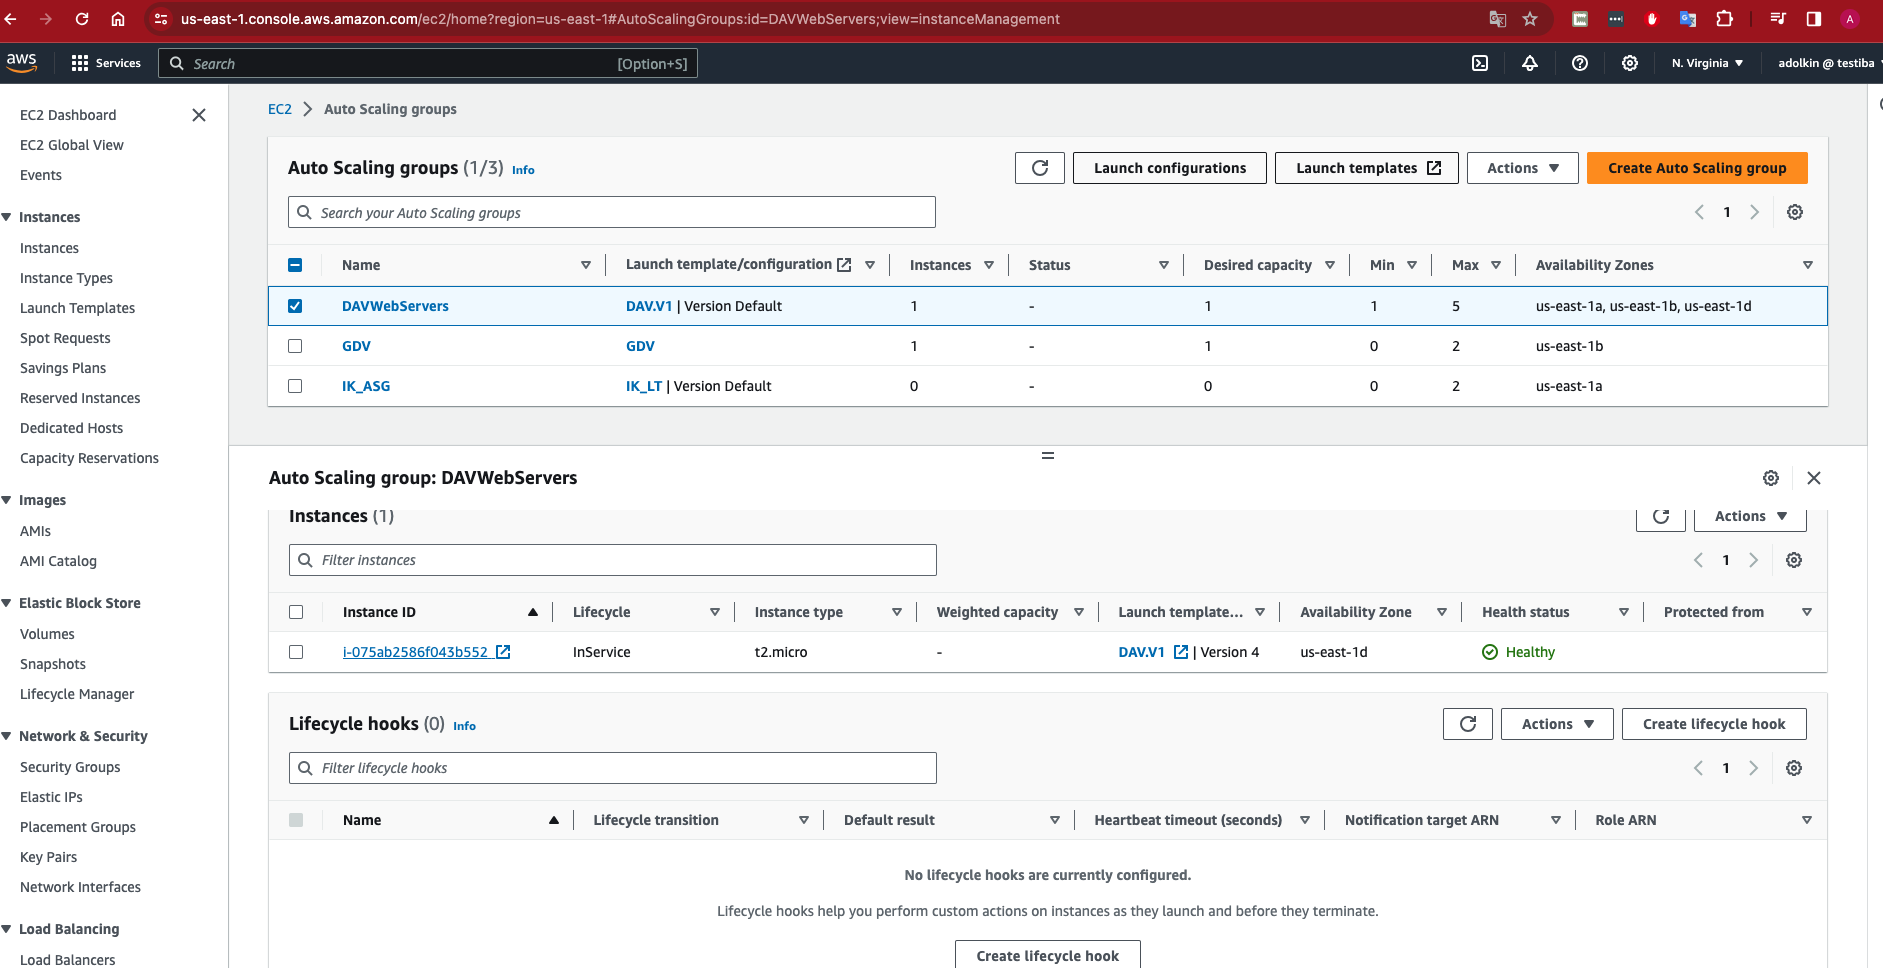 us-east-1.console.aws.amazon.com/ec2/home?region=us-east-1#AutoScalingGroups:id=DAVWebServers;view=instanceManagement
A
aws Services Search [Option+S] N. Virginia adolkin @ testiba
EC2 Dashboard
EC2 Global View
Events
Instances
Instances
Instance Types
Launch Templates
Spot Requests
Savings Plans
Reserved Instances
Dedicated Hosts
Capacity Reservations
Images
AMIs
AMI Catalog
Elastic Block Store
Volumes
Snapshots
Lifecycle Manager
Network & Security
Security Groups
Elastic IPs
Placement Groups
Key Pairs
Network Interfaces
Load Balancing
Load Balancers
EC2 Auto Scaling groups
Auto Scaling groups (1/3) Info Launch configurations Launch templates Actions Create Auto Scaling group
Search your Auto Scaling groups 1
Name Launch template/configuration Instances Status Desired capacity Min Max Availability Zones
DAVWebServers DAV.V1 | Version Default 1 - 1 1 5 us-east-1a, us-east-1b, us-east-1d
GDV GDV 1 - 1 0 2 us-east-1b
IK_ASG IK_LT | Version Default 0 - 0 0 2 us-east-1a
Auto Scaling group: DAVWebServers
Instances (1) Actions
Filter instances 1
Instance ID Lifecycle Instance type Weighted capacity Launch template... Availability Zone Health status Protected from
i-075ab2586f043b552 InService t2.micro - DAV.V1 | Version 4 us-east-1d Healthy
Lifecycle hooks (0) Info Actions Create lifecycle hook
Filter lifecycle hooks 1
Name Lifecycle transition Default result Heartbeat timeout (seconds) Notification target ARN Role ARN
No lifecycle hooks are currently configured.
Lifecycle hooks help you perform custom actions on instances as they launch and before they terminate.
Create lifecycle hook